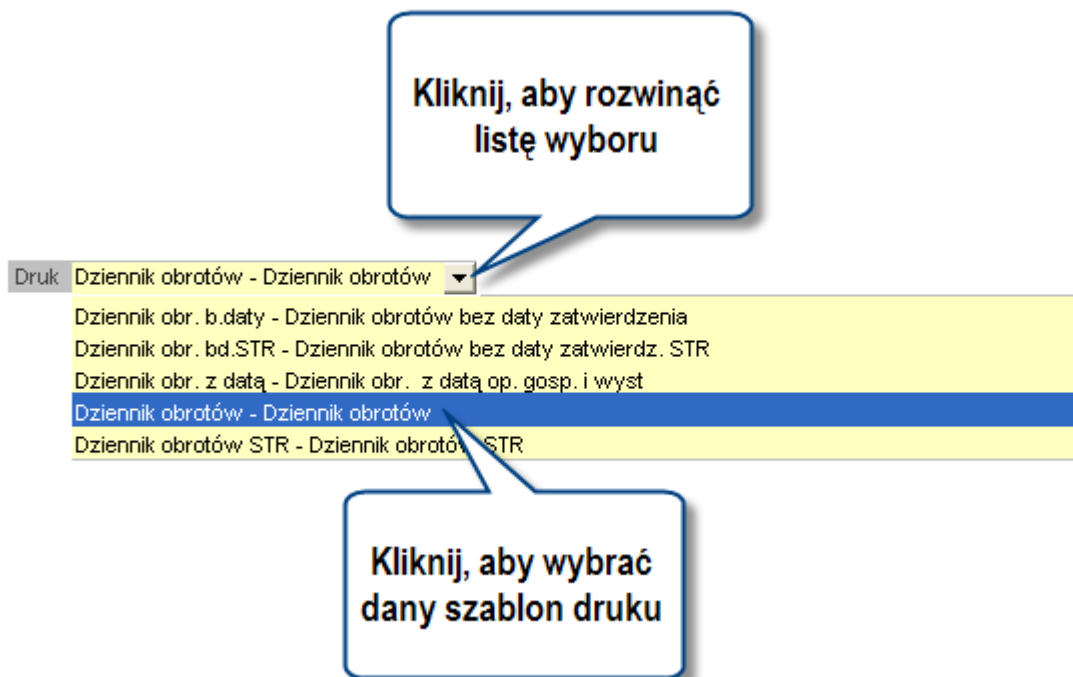 Kliknij, aby rozwinąć
listę wyboru
Druk Dziennik obrotów - Dziennik obrotów
Dziennik obr. b.daty - Dziennik obrotów bez daty zatwierdzenia
Dziennik obr. bd.STR - Dziennik obrotów bez daty zatwierdz. STR
Dziennik obr. z datą - Dziennik obr. z datą op. gosp. i wyst
Dziennik obrotów - Dziennik obrotów
Dziennik obrotów STR - Dziennik obrotów STR
Kliknij, aby wybrać
dany szablon druku